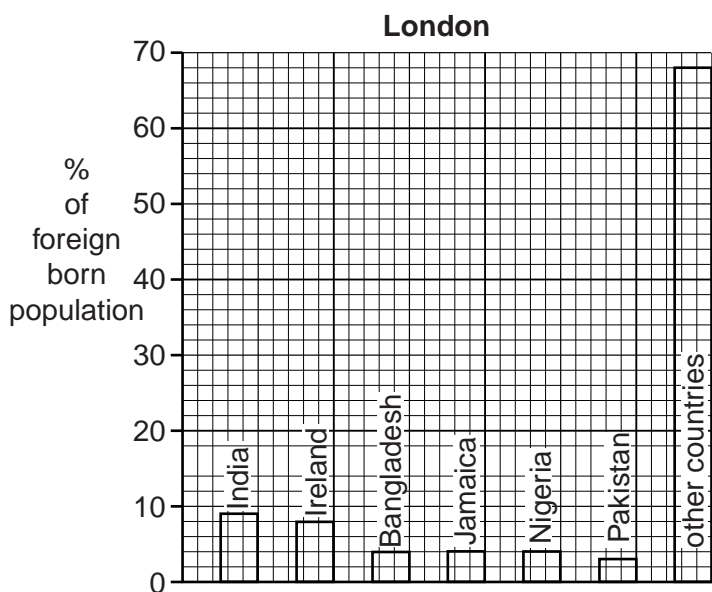 London
%
of
foreign
born
population
70
60
50
40
30
20
10
0
India
Ireland
Bangladesh
Jamaica
Nigeria
Pakistan
other countries